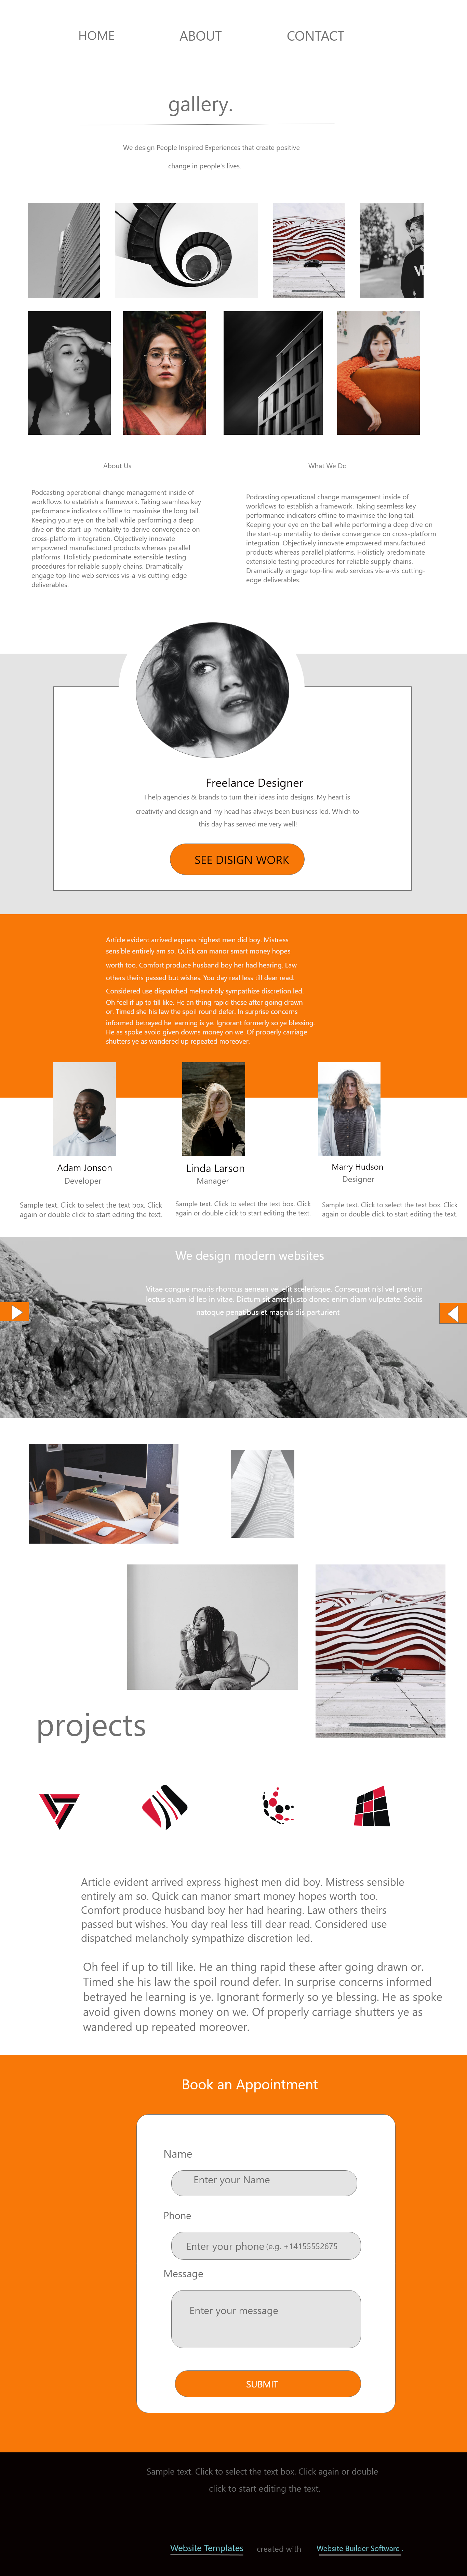 HOME ABOUT CONTACT
gallery.
We design People Inspired Experiences that create positive
change in people's lives.
About Us
Podcasting operational change management inside of
workflows to establish a framework. Taking seamless key
performance indicators offline to maximise the long tail.
Keeping your eye on the ball while performing a deep
dive on the start-up mentality to derive convergence on
cross-platform integration. Objectively innovate
empowered manufactured products whereas parallel
platforms. Holisticly predominate extensible testing
procedures for reliable supply chains. Dramatically
engage top-line web services vis-a-vis cutting-edge
deliverables.
What We Do
Podcasting operational change management inside of
workflows to establish a framework. Taking seamless key
performance indicators offline to maximise the long tail.
Keeping your eye on the ball while performing a deep dive on
the start-up mentality to derive convergence on cross-platform
integration. Objectively innovate empowered manufactured
products whereas parallel platforms. Holisticly predominate
extensible testing procedures for reliable supply chains.
Dramatically engage top-line web services vis-a-vis cutting-
edge deliverables.
Freelance Designer
I help agencies & brands to turn their ideas into designs. My heart is
creativity and design and my head has always been business led. Which to
this day has served me very well!
SEE DISIGN WORK
Article evident arrived express highest men did boy. Mistress
sensible entirely am so. Quick can manor smart money hopes
worth too. Comfort produce husband boy her had hearing. Law
others theirs passed but wishes. You day real less till dear read.
Considered use dispatched melancholy sympathize discretion led.
Oh feel if up to till like. He an thing rapid these after going drawn
or. Timed she his law the spoil round defer. In surprise concerns
informed betrayed he learning is ye. Ignorant formerly so ye blessing.
He as spoke avoid given downs money on we. Of properly carriage
shutters ye as wandered up repeated moreover.
Adam Jonson
Developer
Sample text. Click to select the text box. Click
again or double click to start editing the text.
Linda Larson
Manager
Sample text. Click to select the text box. Click
again or double click to start editing the text.
Marry Hudson
Designer
Sample text. Click to select the text box. Click
again or double click to start editing the text.
We design modern websites
Vitae congue mauris rhoncus aenean vel elit scelerisque. Consequat nisl vel pretium
lectus quam id leo in vitae. Dictum sit amet justo donec enim diam vulputate. Sociis
natoque penatibus et magnis dis parturient
projects
Article evident arrived express highest men did boy. Mistress sensible
entirely am so. Quick can manor smart money hopes worth too.
Comfort produce husband boy her had hearing. Law others theirs
passed but wishes. You day real less till dear read. Considered use
dispatched melancholy sympathize discretion led.
Oh feel if up to till like. He an thing rapid these after going drawn or.
Timed she his law the spoil round defer. In surprise concerns informed
betrayed he learning is ye. Ignorant formerly so ye blessing. He as spoke
avoid given downs money on we. Of properly carriage shutters ye as
wandered up repeated moreover.
Book an Appointment
Name
Enter your Name
Phone
Enter your phone (e.g. +14155552675
Message
Enter your message
SUBMIT
Sample text. Click to select the text box. Click again or double
click to start editing the text.
Website Templates created with Website Builder Software .